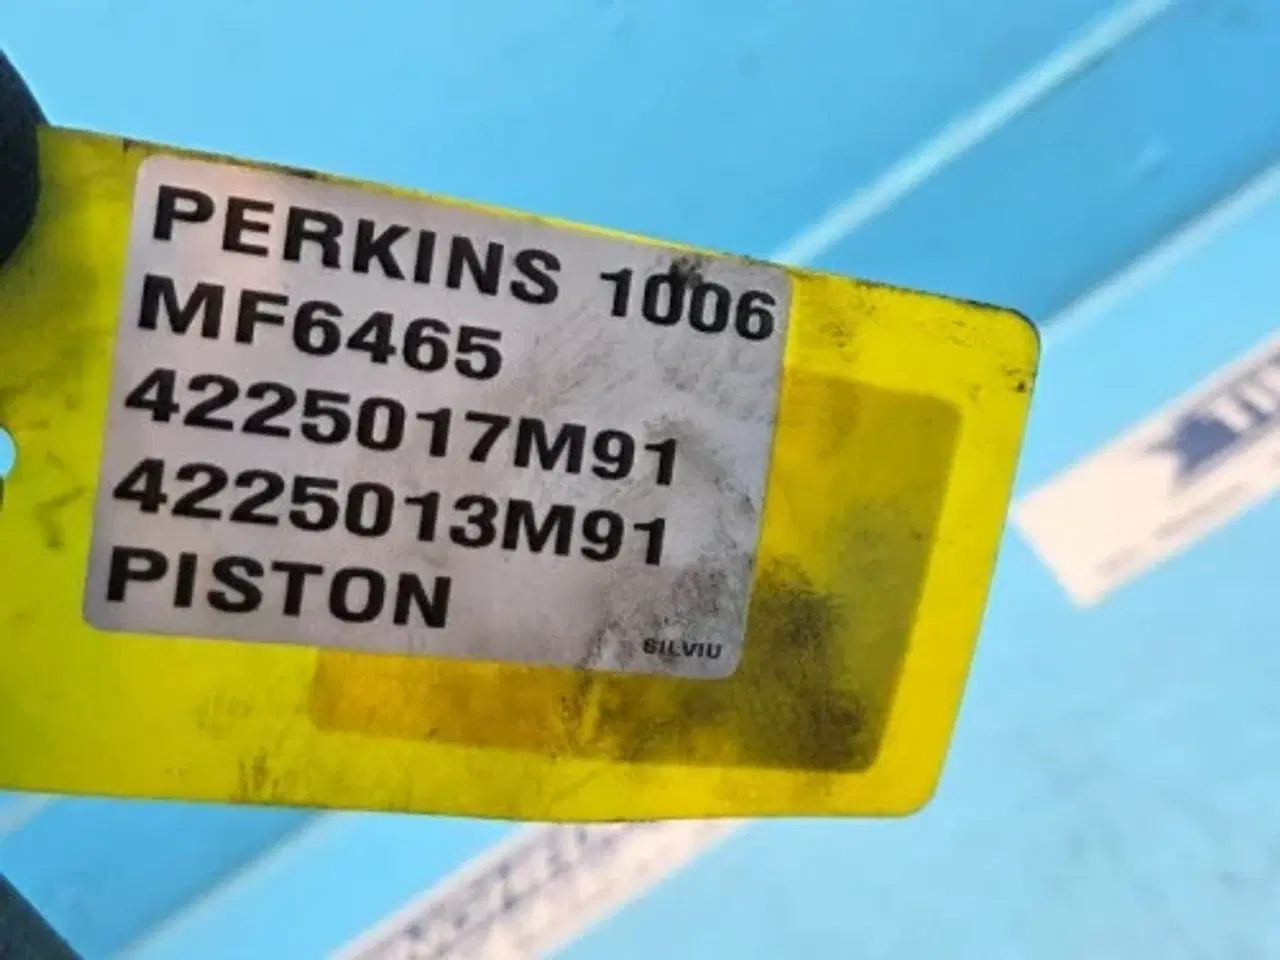 PERKINS 1006
MF6465
4225017M91
4225013M91
PISTON
SILVIU